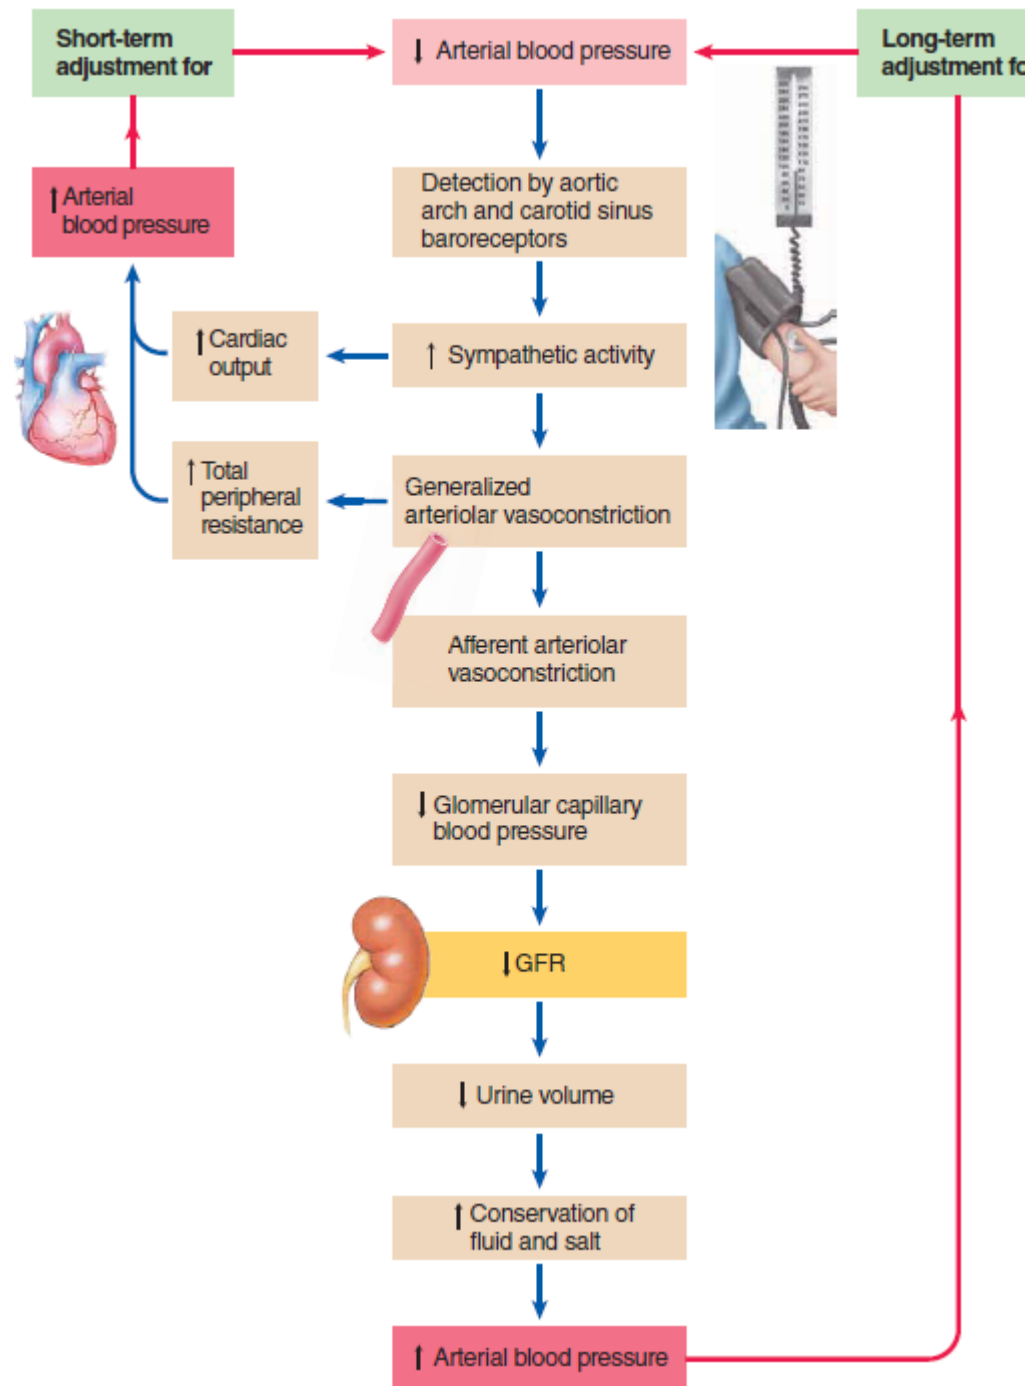 Short-term
adjustment for
↓ Arterial blood pressure
Long-term
adjustment fo
↑ Arterial
blood pressure
Detection by aortic
arch and carotid sinus
baroreceptors
↑ Cardiac
output
↑ Sympathetic activity
↑ Total
peripheral
resistance
Generalized
arteriolar vasoconstriction
Afferent arteriolar
vasoconstriction
↓ Glomerular capillary
blood pressure
↓ GFR
↓ Urine volume
↑ Conservation of
fluid and salt
↑ Arterial blood pressure